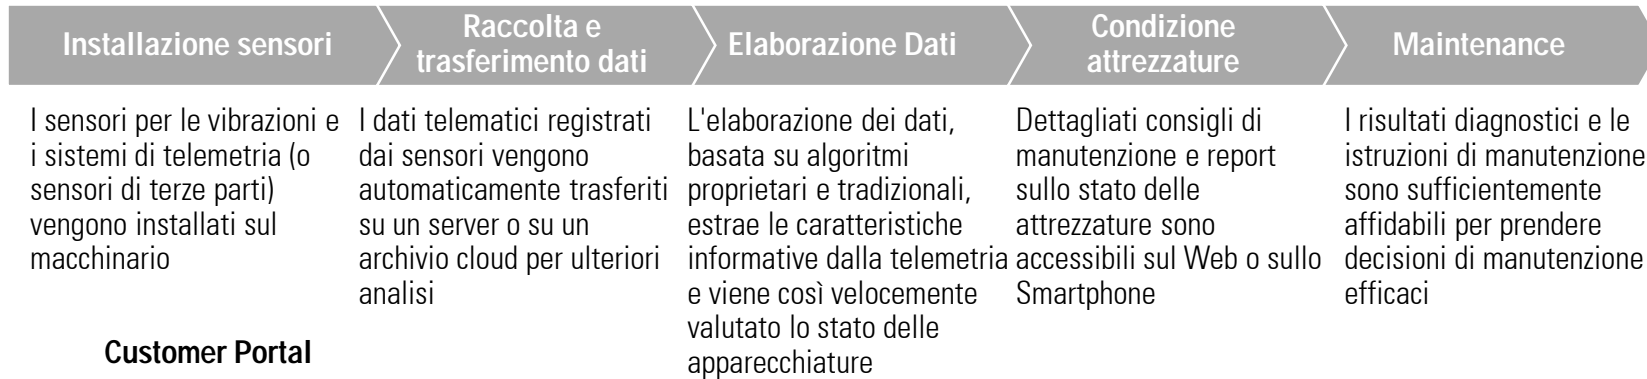 Installazione sensori
Raccolta e
trasferimento dati
Elaborazione Dati
Condizione
attrezzature
Maintenance
I sensori per le vibrazioni e
i sistemi di telemetria (o
sensori di terze parti)
vengono installati sul
macchinario
I dati telematici registrati
dai sensori vengono
automaticamente trasferiti
su un server o su un
archivio cloud per ulteriori
analisi
L'elaborazione dei dati,
basata su algoritmi
proprietari e tradizionali,
estrae le caratteristiche
informative dalla telemetria
e viene così velocemente
valutato lo stato delle
apparecchiature
Dettagliati consigli di
manutenzione e report
sullo stato delle
attrezzature sono
accessibili sul Web o sullo
Smartphone
I risultati diagnostici e le
istruzioni di manutenzione
sono sufficientemente
affidabili per prendere
decisioni di manutenzione
efficaci
Customer Portal